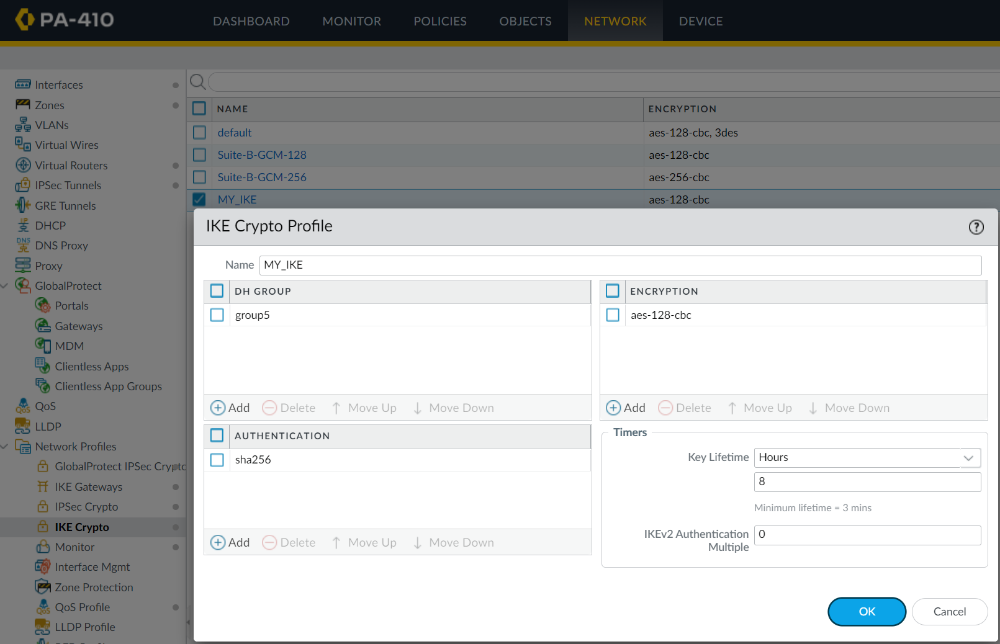 PA-410
DASHBOARD MONITOR POLICIES OBJECTS NETWORK DEVICE
Interfaces
Zones
VLANs
Virtual Wires
Virtual Routers
IPSec Tunnels
GRE Tunnels
DHCP
DNS Proxy
Proxy
GlobalProtect
Portals
Gateways
MDM
Clientless Apps
Clientless App Groups
QoS
LLDP
Network Profiles
GlobalProtect IPSec Crypto
IKE Gateways
IPSec Crypto
IKE Crypto
Monitor
Interface Mgmt
Zone Protection
QoS Profile
LLDP Profile
NAME ENCRYPTION
default aes-128-cbc, 3des
Suite-B-GCM-128 aes-128-cbc
Suite-B-GCM-256 aes-256-cbc
MY_IKE aes-128-cbc
IKE Crypto Profile
Name MY_IKE
DH GROUP
group5
Add Delete Move Up Move Down
ENCRYPTION
aes-128-cbc
Add Delete Move Up Move Down
AUTHENTICATION
sha256
Add Delete Move Up Move Down
Timers
Key Lifetime Hours
8
Minimum lifetime = 3 mins
IKEv2 Authentication 0
Multiple
OK Cancel